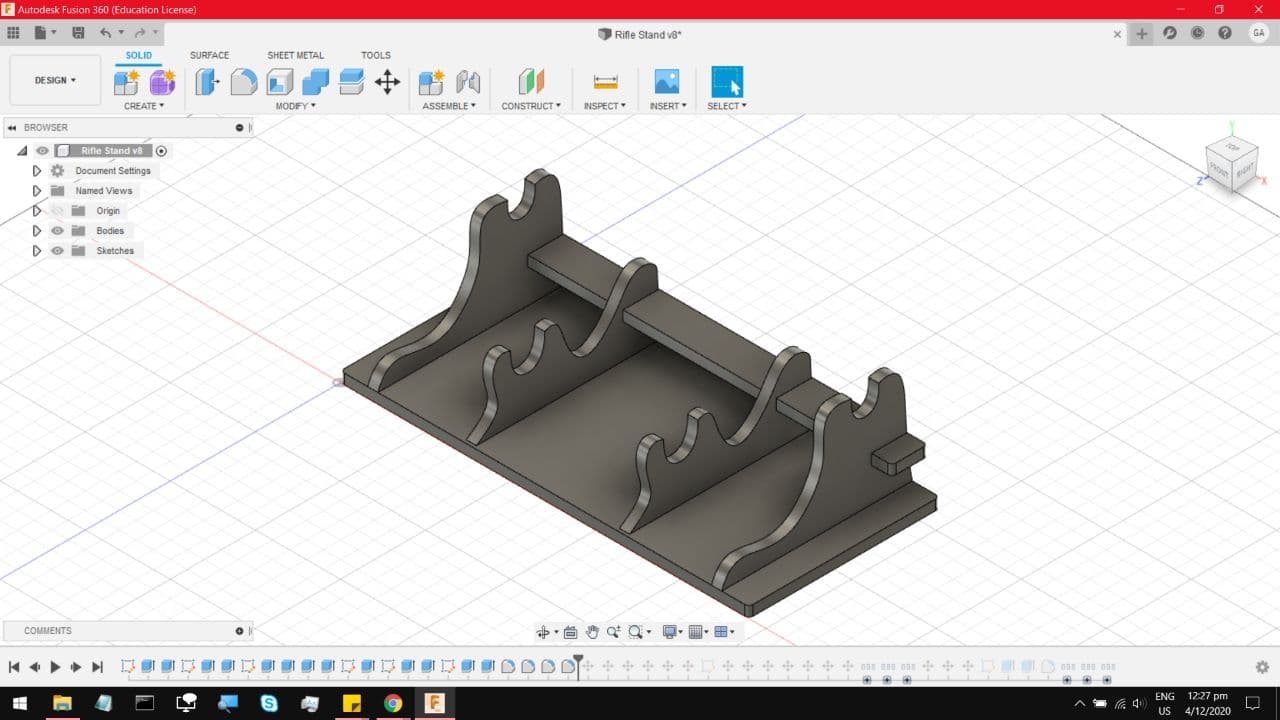 Autodesk Fusion 360 (Education License)
Rifle Stand v8*
GA
DESIGN
SOLID SURFACE SHEET METAL TOOLS
CREATE MODIFY ASSEMBLE CONSTRUCT INSPECT INSERT SELECT
BROWSER
Rifle Stand v8
Document Settings
Named Views
Origin
Bodies
Sketches
Y
TOP
FRONT
RIGHT
Z
X
COMMENTS
ENG 12:27 pm
US 4/12/2020